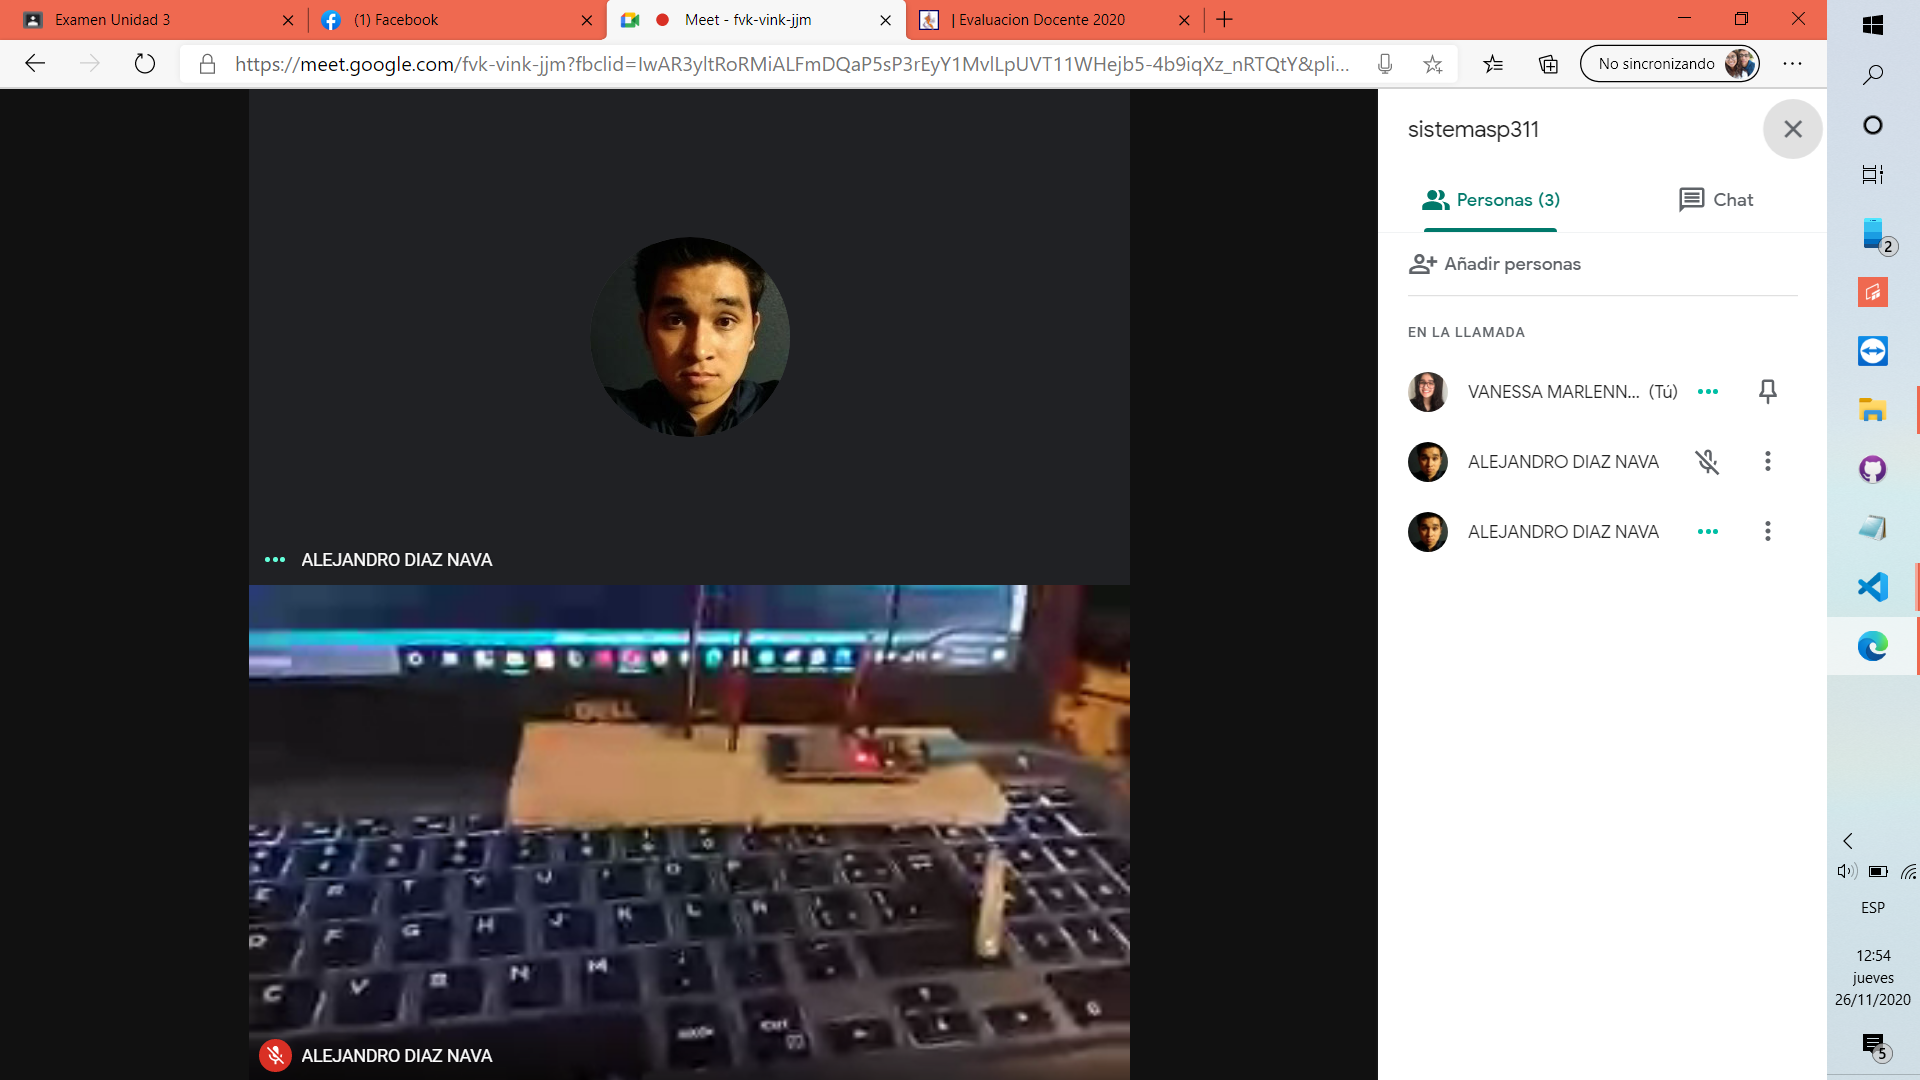 Examen Unidad 3
(1) Facebook
Meet - fvk-vink-jjm
| Evaluacion Docente 2020
https://meet.google.com/fvk-vink-jjm?fbclid=IwAR3yltRoRMiALFmDQaP5sP3rEyY1MvlLpUVT11WHejb5-4b9iqXz_nRTQtY&pli...
No sincronizando
sistemasp311
Personas (3)
Chat
Añadir personas
EN LA LLAMADA
VANESSA MARLENN... (Tú)
ALEJANDRO DIAZ NAVA
ALEJANDRO DIAZ NAVA
ALEJANDRO DIAZ NAVA
DELL
E R T Y U I O P
D F G H J K L Ñ
C V B N M
ALEJANDRO DIAZ NAVA
2
ESP
12:54
jueves
26/11/2020
5